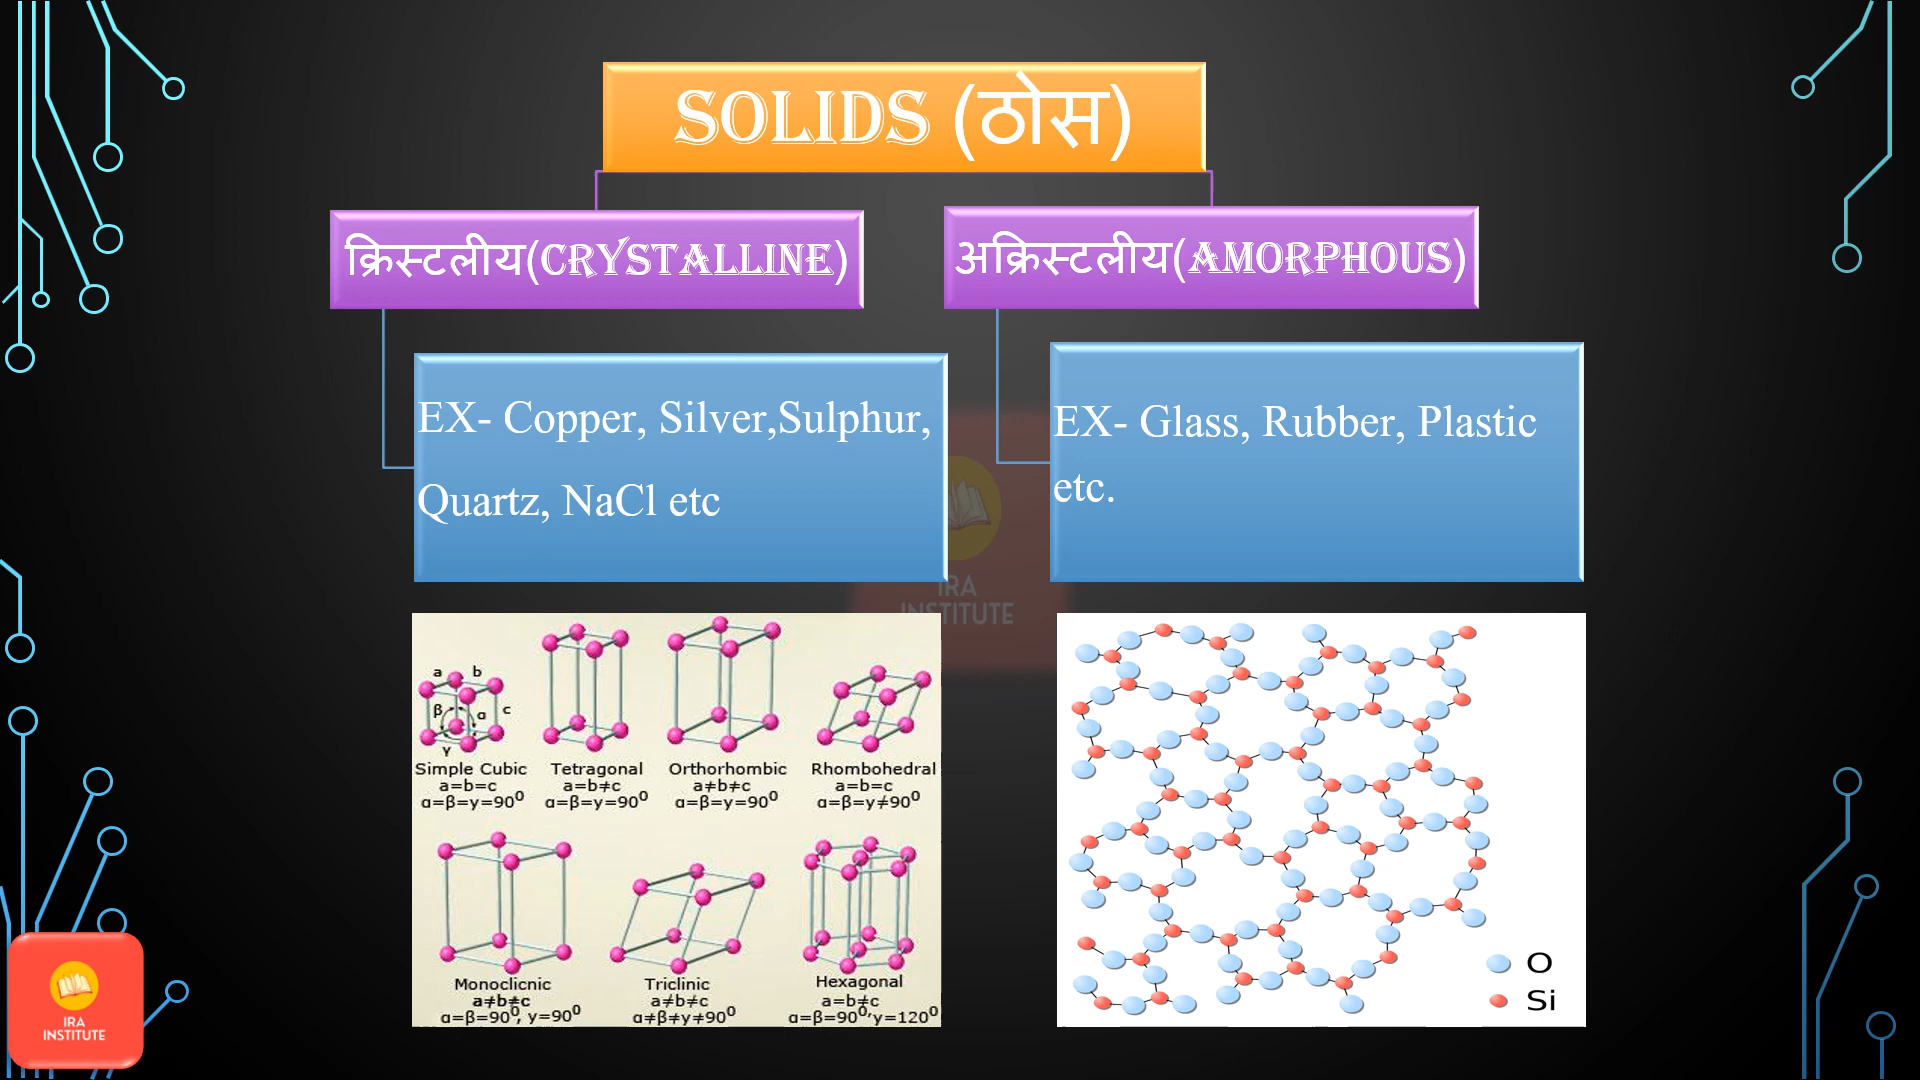 SOLIDS (ठोस)
क्रिस्टलीय(CRYSTALLINE)
अक्रिस्टलीय(AMORPHOUS)
EX- Copper, Silver,Sulphur,
Quartz, NaCl etc
EX- Glass, Rubber, Plastic
etc.
IRA
INSTITUTE
a b
β α c
γ
Simple Cubic
a=b=c
α=β=y=90⁰
Tetragonal
a=b≠c
α=β=y=90⁰
Orthorhombic
a≠b≠c
α=β=y=90⁰
Rhombohedral
a=b=c
α=β=y≠90⁰
Monoclicnic
a≠b≠c
α=β=90⁰, y=90⁰
Triclinic
a≠b≠c
α≠β≠y≠90⁰
Hexagonal
a=b≠c
α=β=90⁰,y=120⁰
O
Si
IRA
INSTITUTE